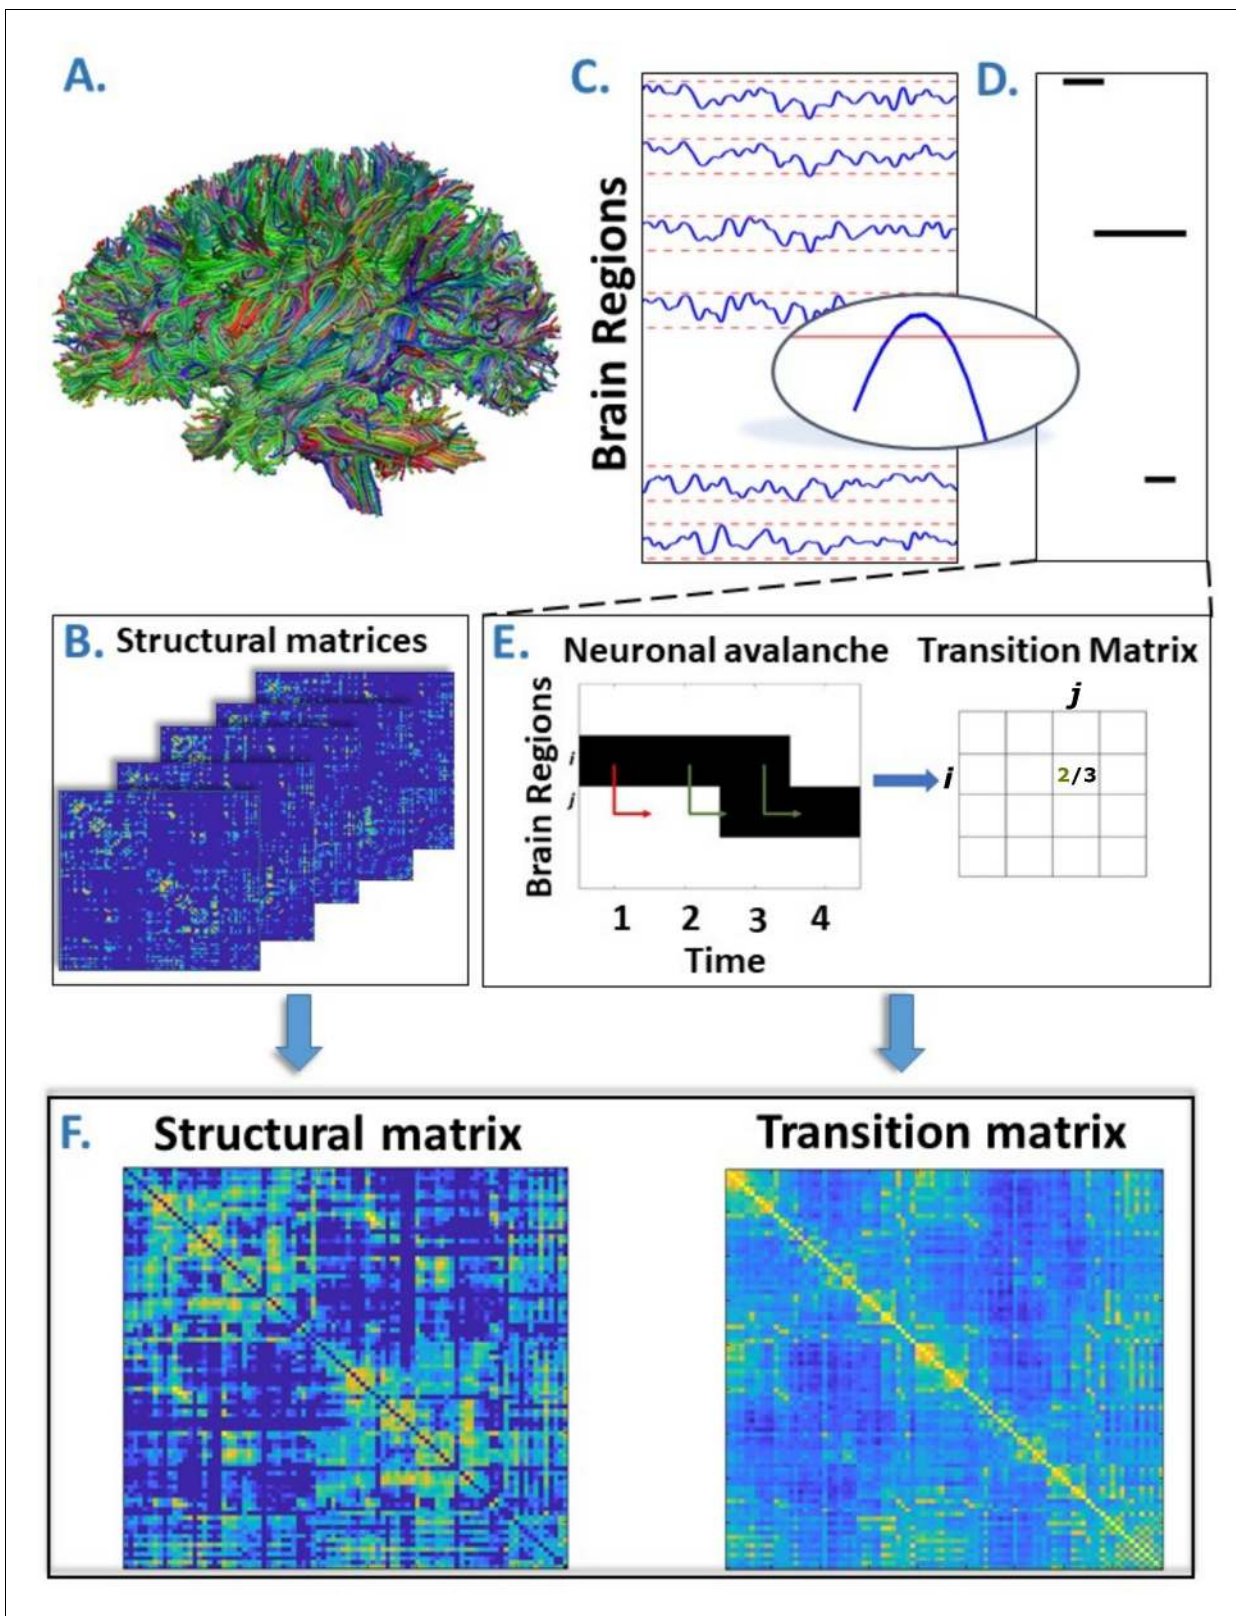 A.
C.
D.
Brain Regions
B. Structural matrices
E. Neuronal avalanche Transition Matrix
j
Brain Regions
i
j
i
2/3
1 2 3 4
Time
F. Structural matrix Transition matrix